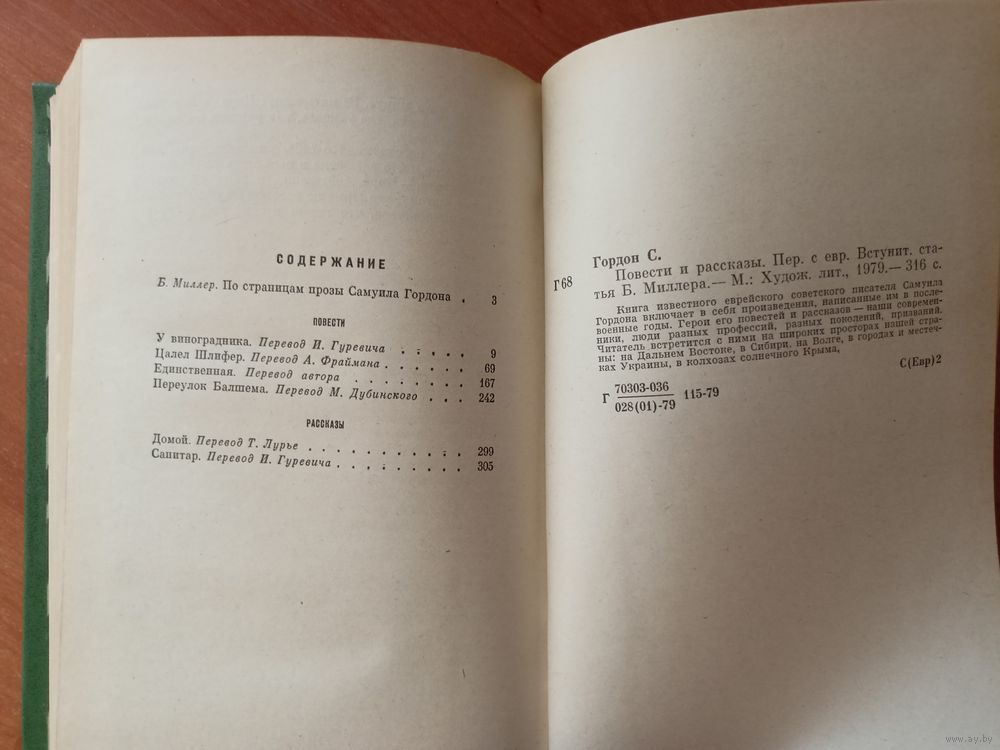 СОДЕРЖАНИЕ
Б. Миллер. По страницам прозы Самуила Гордона . 3
ПОВЕСТИ
У виноградника. Перевод И. Гуревича . . . . . 9
Цалел Шлифер. Перевод А. Фраймана . . . . . . 69
Единственная. Перевод автора . . . . . . . . 167
Переулок Балшема. Перевод М. Дубинского . . . 242
РАССКАЗЫ
Домой. Перевод Т. Лурье . . . . . . . . . . . 299
Санитар. Перевод И. Гуревича . . . . . . . . . 305
Гордон С.
Г68
Повести и рассказы. Пер. с евр. Вступит. ста-
тья Б. Миллера.— М.: Худож. лит., 1979.— 316 с.
Книга известного еврейского советского писателя Самуила
Гордона включает в себя произведения, написанные им в после-
военные годы. Герои его повестей и рассказов — наши современ-
ники, люди разных профессий, разных поколений, призваний.
Читатель встретится с ними на широких просторах нашей стра-
ны: на Дальнем Востоке, в Сибири, на Волге, в городах и местеч-
ках Украины, в колхозах солнечного Крыма.
С(Евр)2
Г 70303-036
028(01)-79 115-79
www.ay.by